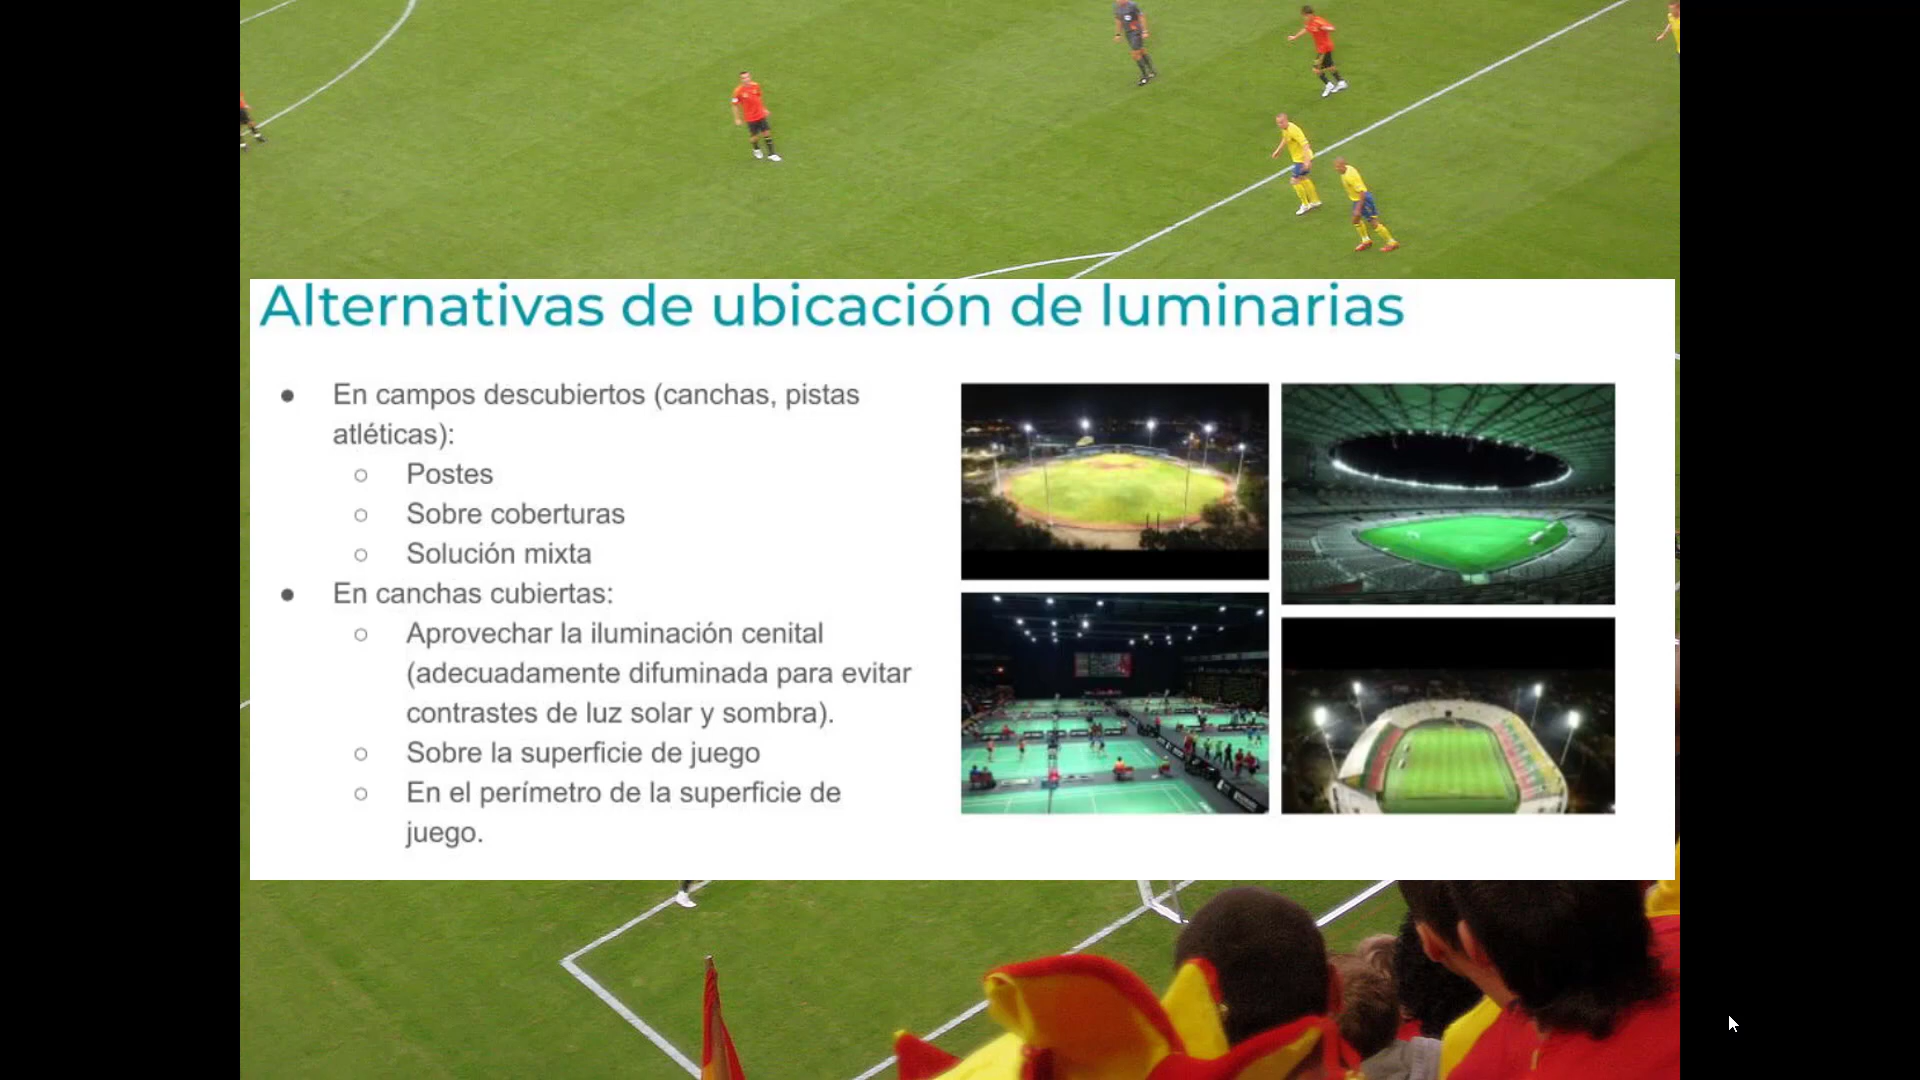 Alternativas de ubicación de luminarias
● En campos descubiertos (canchas, pistas
atléticas):
○ Postes
○ Sobre coberturas
○ Solución mixta
● En canchas cubiertas:
○ Aprovechar la iluminación cenital
(adecuadamente difuminada para evitar
contrastes de luz solar y sombra).
○ Sobre la superficie de juego
○ En el perímetro de la superficie de
juego.